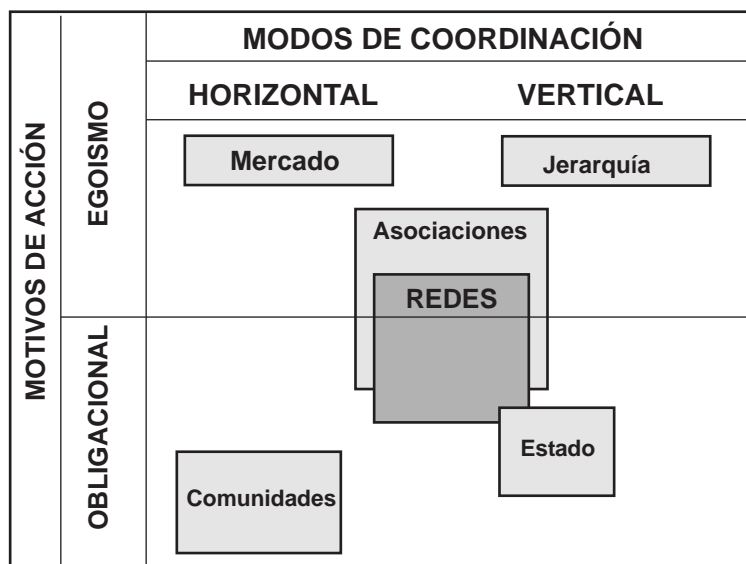 MODOS DE COORDINACIÓN
HORIZONTAL VERTICAL
MOTIVOS DE ACCIÓN
EGOISMO
Mercado
Jerarquía
Asociaciones
REDES
OBLIGACIONAL
Estado
Comunidades